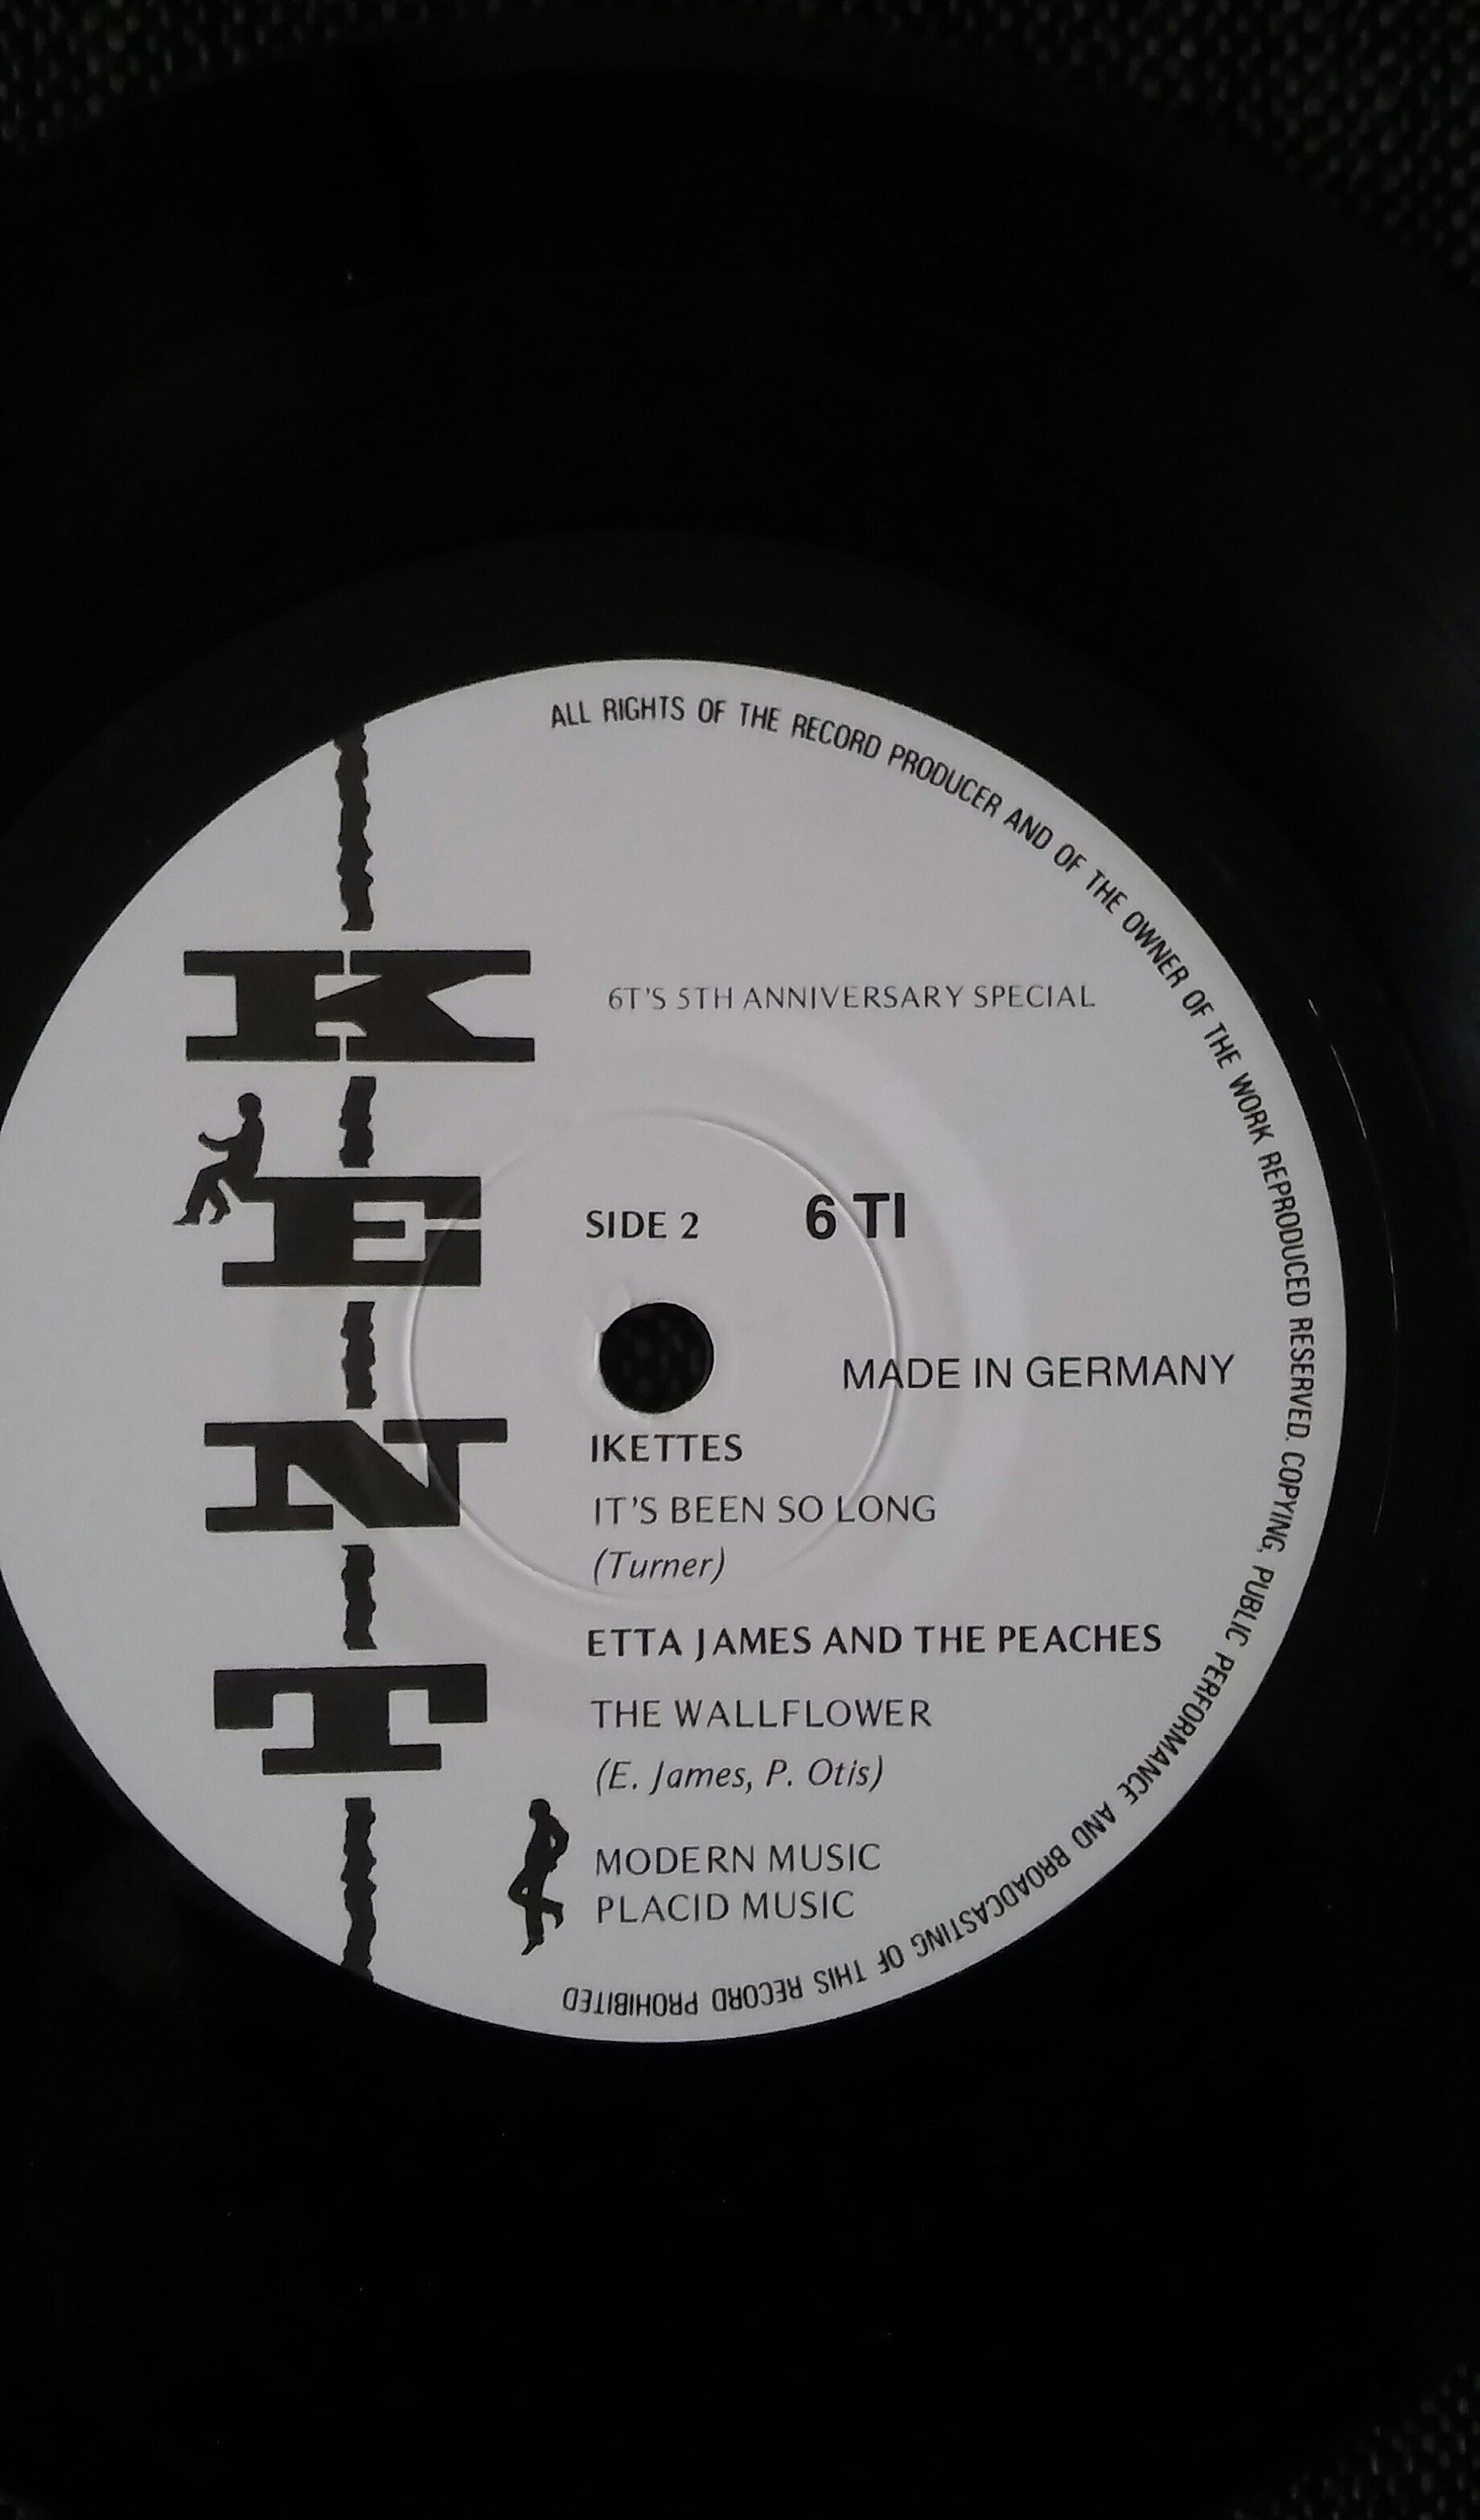 ALL RIGHTS OF THE RECORD PRODUCER AND OF THE OWNER OF THE WORK REPRODUCED RESERVED. COPYING, PUBLIC PERFORMANCE AND BROADCASTING OF THIS RECORD PROHIBITED
KENT
6T'S 5TH ANNIVERSARY SPECIAL
SIDE 2 6 TI
MADE IN GERMANY
IKETTES
IT'S BEEN SO LONG
(Turner)
ETTA JAMES AND THE PEACHES
THE WALLFLOWER
(E. James, P. Otis)
MODERN MUSIC
PLACID MUSIC